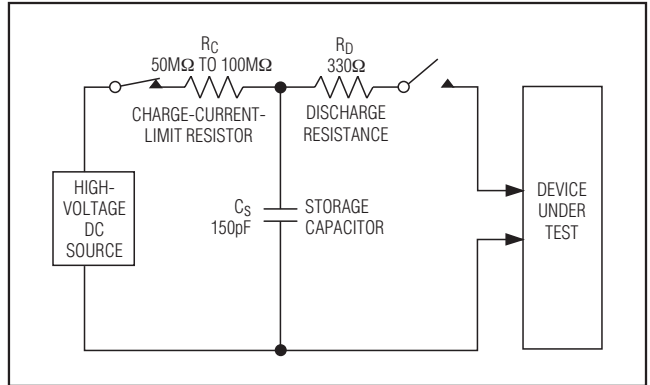 R_C
50MΩ TO 100MΩ
CHARGE-CURRENT-
LIMIT RESISTOR
R_D
330Ω
DISCHARGE
RESISTANCE
HIGH-
VOLTAGE
DC
SOURCE
C_S
150pF
STORAGE
CAPACITOR
DEVICE
UNDER
TEST